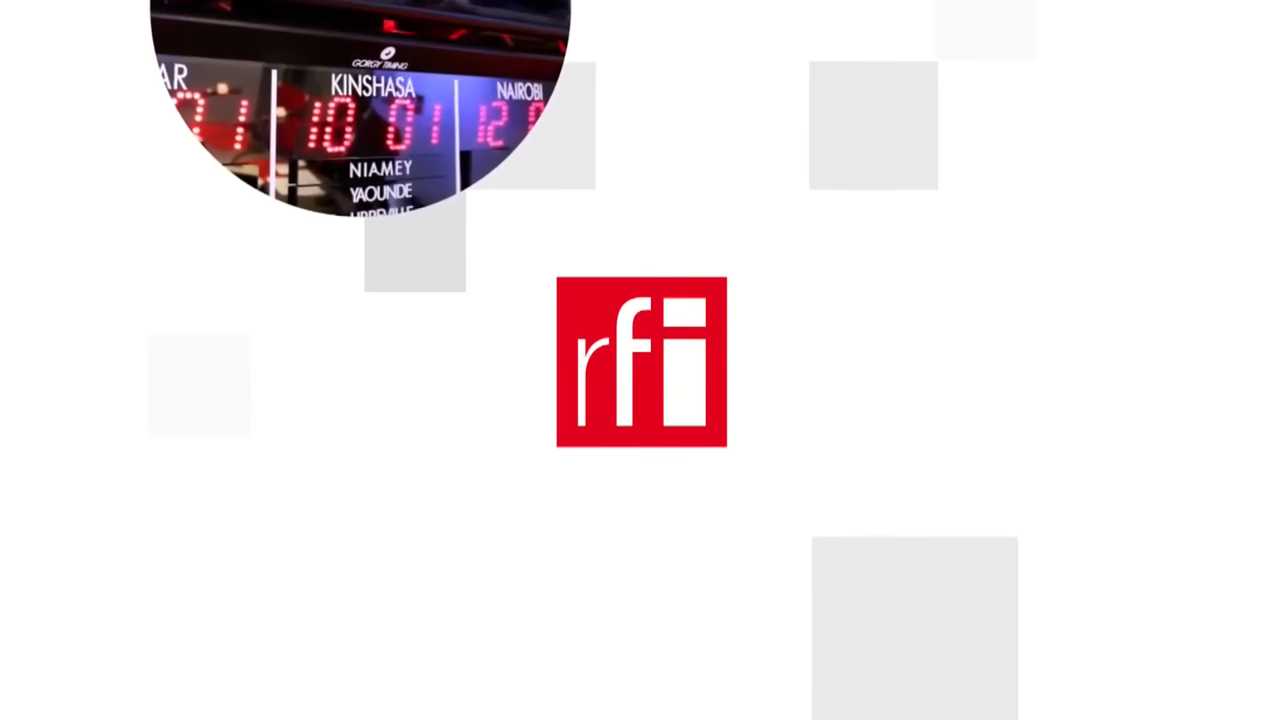 GORGY TIMING
KINSHASA
NAIROBI
10 01
NIAMEY
YAOUNDE
rfi